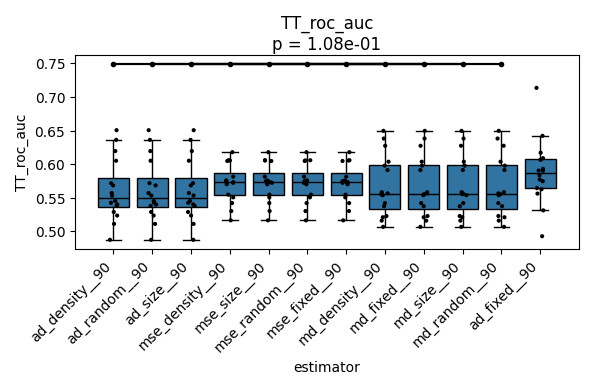 TT_roc_auc
p = 1.08e-01
TT_roc_auc
0.75
0.70
0.65
0.60
0.55
0.50
ad_density__90
ad_random__90
ad_size__90
mse_density__90
mse_size__90
mse_random__90
mse_fixed__90
md_density__90
md_fixed__90
md_size__90
md_random__90
ad_fixed__90
estimator